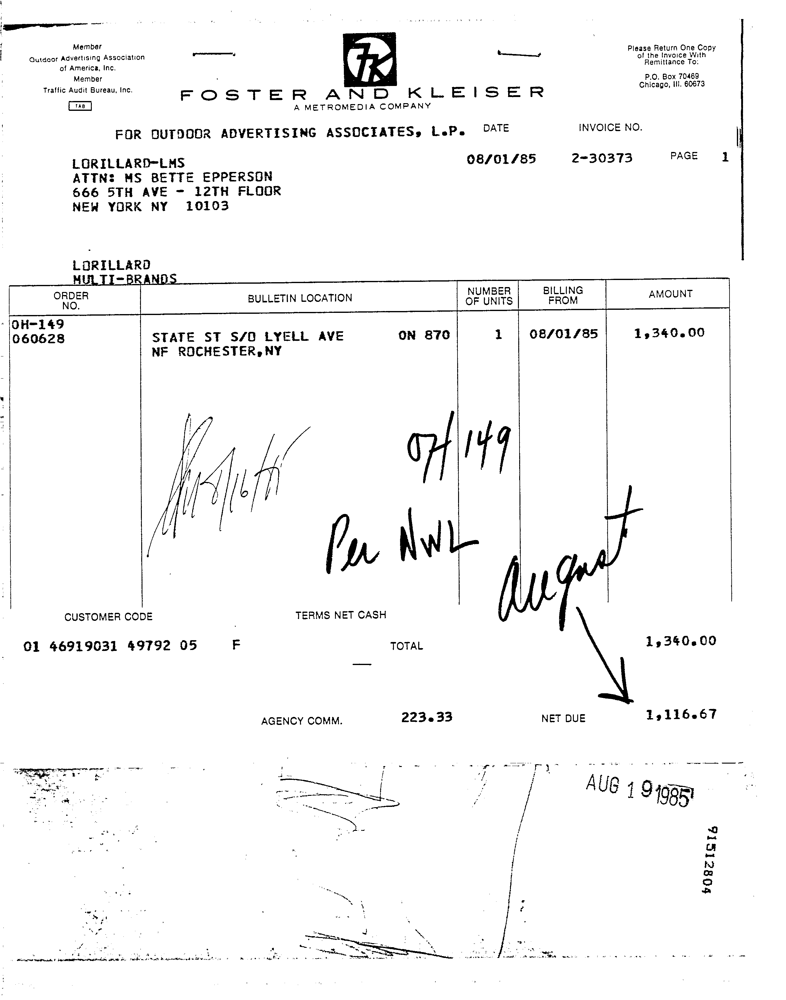 Member
Outdoor Advertising Association
of America, Inc.
Member
Traffic Audit Bureau, Inc.
TAB
FOSTER AND KLEISER
A METROMEDIA COMPANY
Please Return One Copy
of the Invoice With
Remittance To:
P.O. Box 70469
Chicago, Ill. 60673
FOR OUTDOOR ADVERTISING ASSOCIATES, L.P.
DATE INVOICE NO.
08/01/85 2-30373 PAGE 1
LORILLARD-LMS
ATTN: MS BETTE EPPERSON
666 5TH AVE - 12TH FLOOR
NEW YORK NY 10103
LORILLARD
MULTI-BRANDS
ORDER NO. BULLETIN LOCATION NUMBER OF UNITS BILLING FROM AMOUNT
OH-149
060628 STATE ST S/O LYELL AVE ON 870 1 08/01/85 1,340.00
NF ROCHESTER,NY
OH 149
Per NWL
August
CUSTOMER CODE TERMS NET CASH
01 46919031 49792 05 F TOTAL 1,340.00
AGENCY COMM. 223.33 NET DUE 1,116.67
AUG 19 1985
91512804